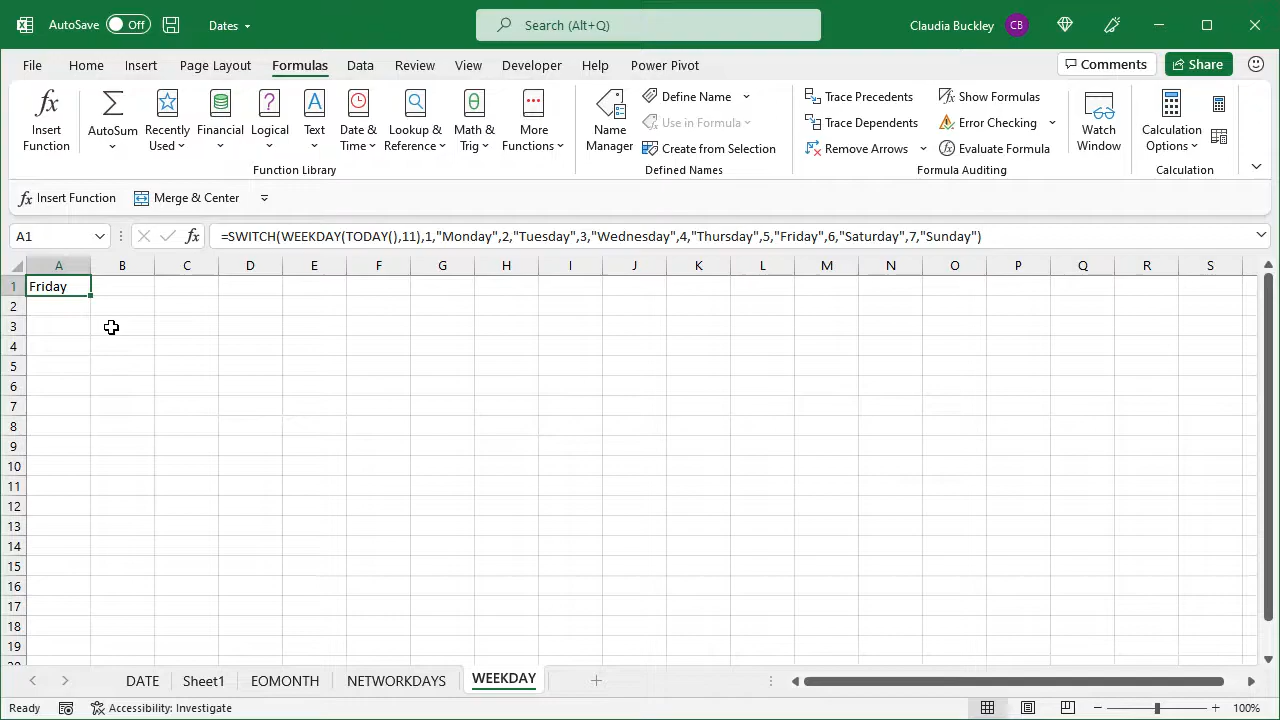 AutoSave Off Dates Search (Alt+Q) Claudia Buckley CB
File Home Insert Page Layout Formulas Data Review View Developer Help Power Pivot Comments Share
Insert Function
AutoSum
Recently Used
Financial
Logical
Text
Date & Time
Lookup & Reference
Math & Trig
More Functions
Function Library
Name Manager
Define Name
Use in Formula
Create from Selection
Defined Names
Trace Precedents
Trace Dependents
Remove Arrows
Show Formulas
Error Checking
Evaluate Formula
Formula Auditing
Watch Window
Calculation Options
Calculation
fx Insert Function Merge & Center
A1 fx =SWITCH(WEEKDAY(TODAY(),11),1,"Monday",2,"Tuesday",3,"Wednesday",4,"Thursday",5,"Friday",6,"Saturday",7,"Sunday")
A B C D E F G H I J K L M N O P Q R S
1 Friday
2
3
4
5
6
7
8
9
10
11
12
13
14
15
16
17
18
19
20
DATE Sheet1 EOMONTH NETWORKDAYS WEEKDAY
Ready Accessibility: Investigate 100%